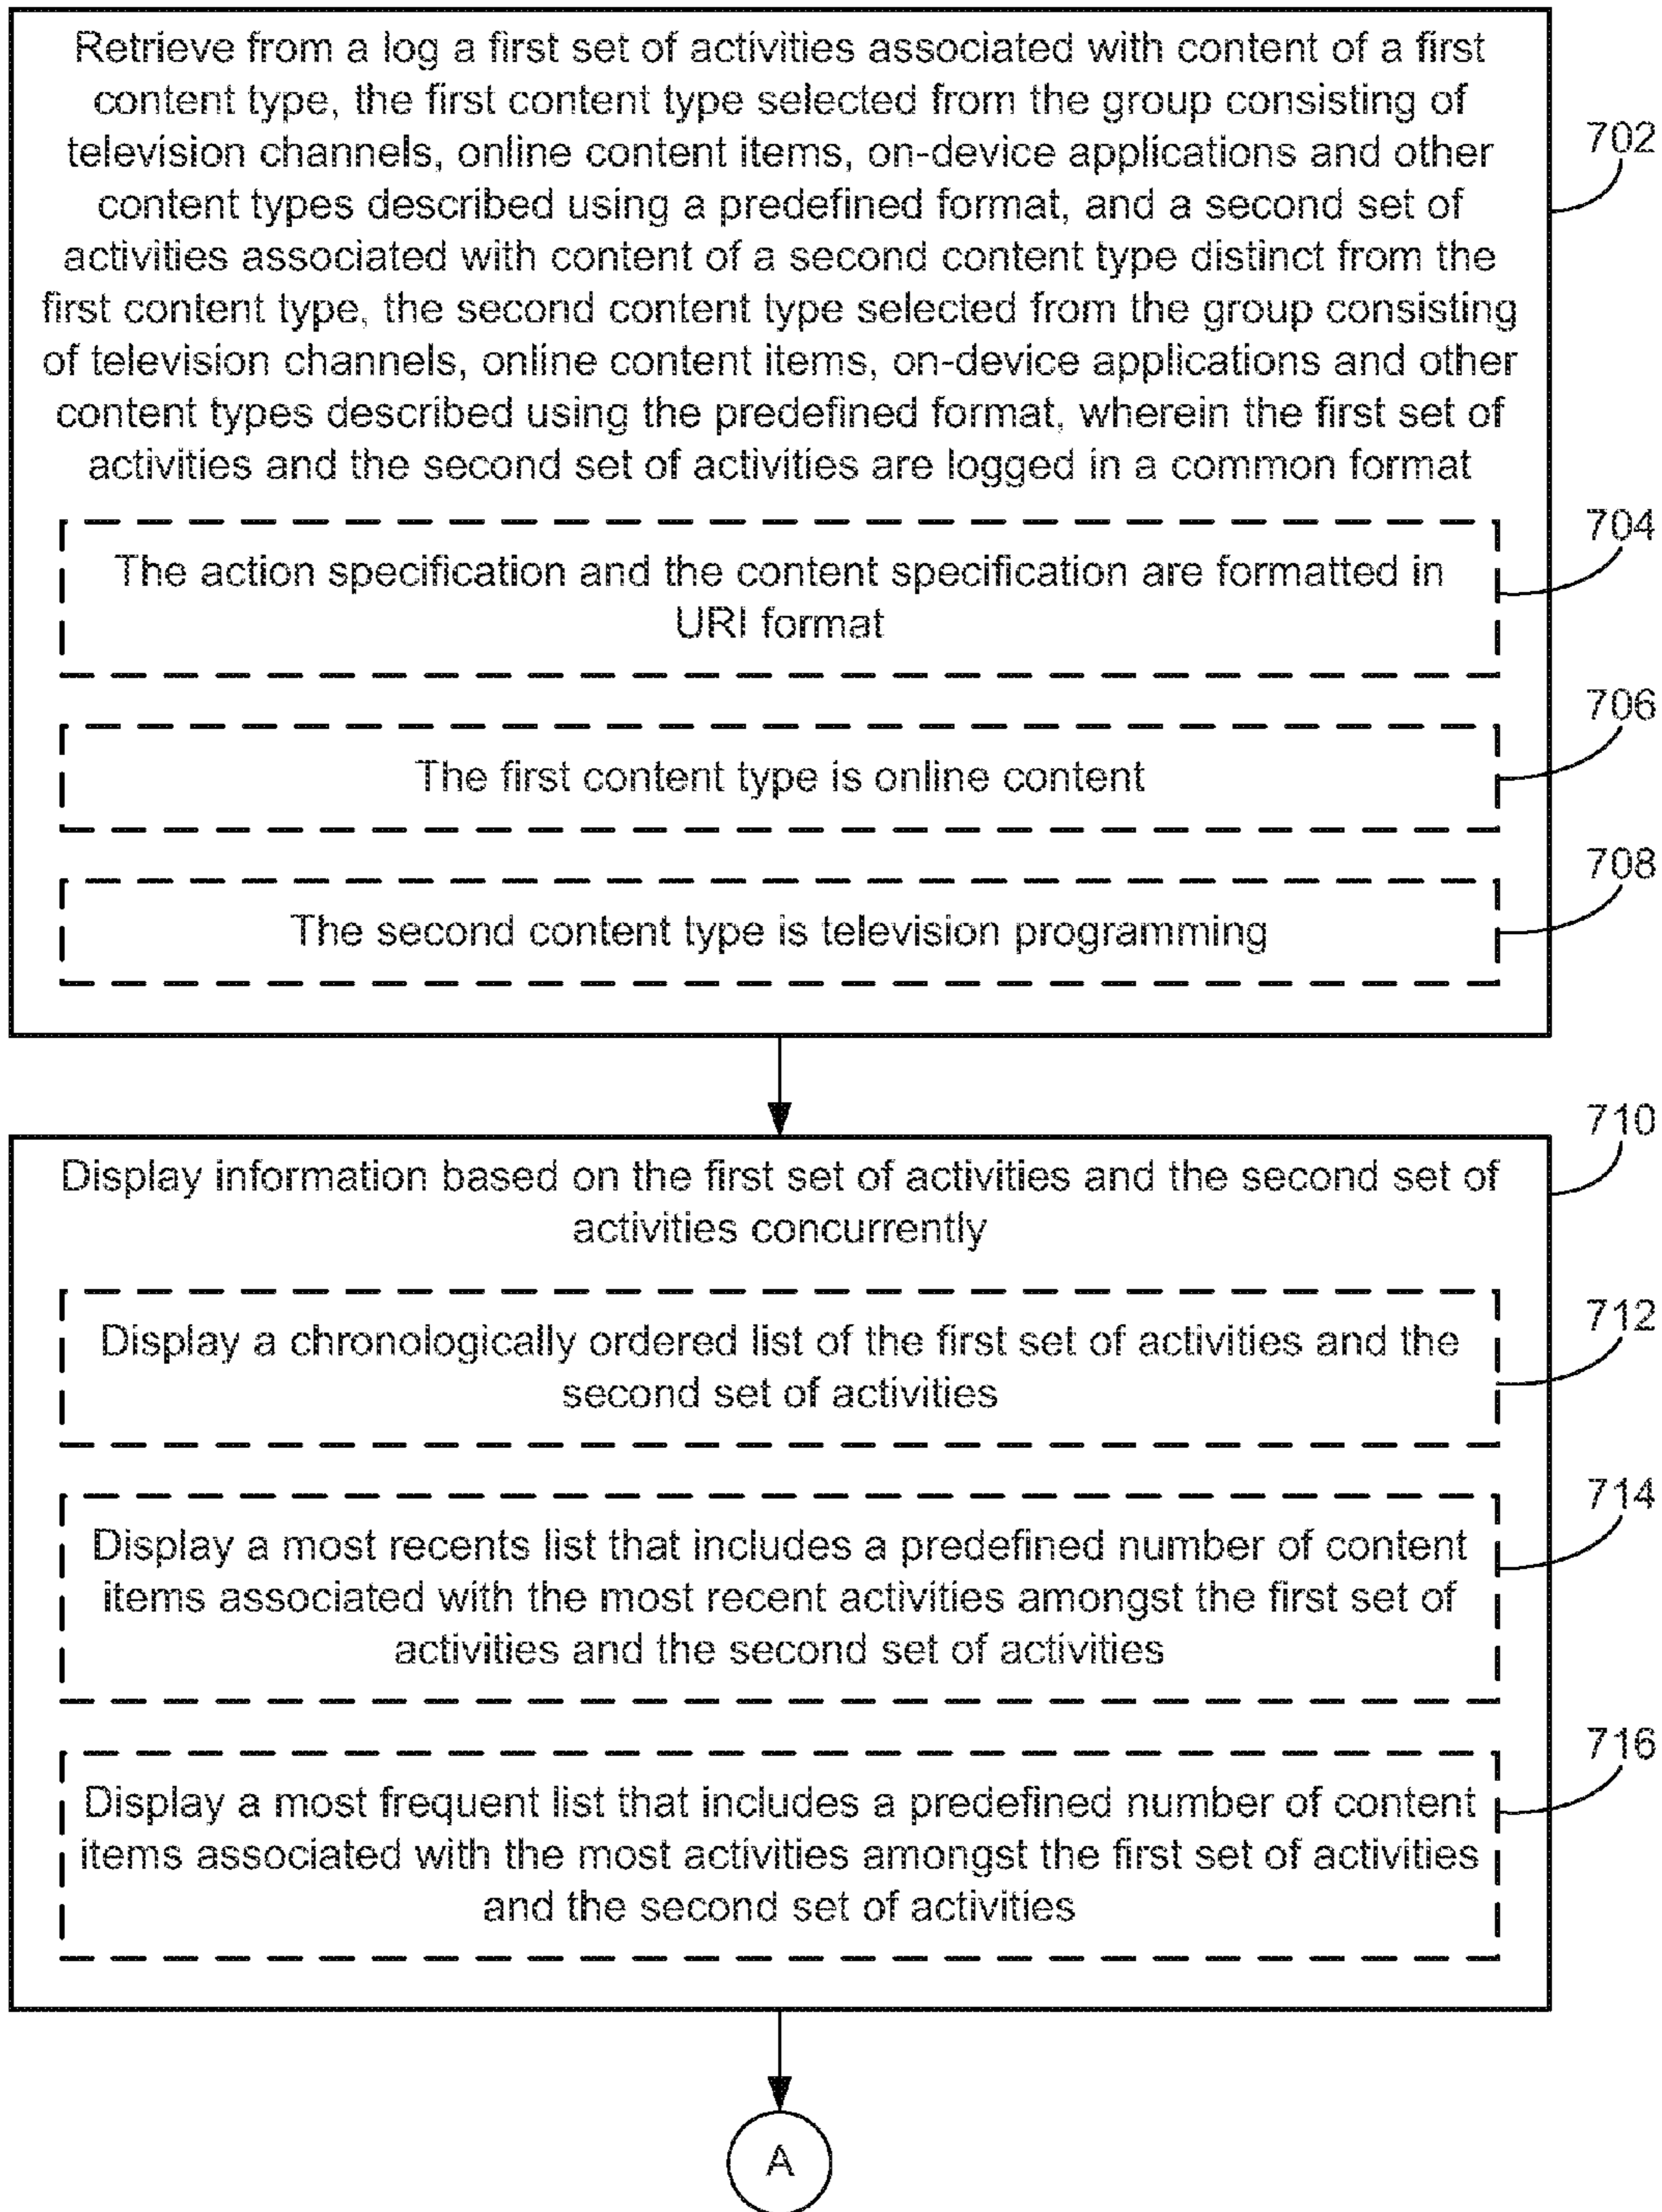 Retrieve from a log a first set of activities associated with content of a first
content type, the first content type selected from the group consisting of
television channels, online content items, on-device applications and other
content types described using a predefined format, and a second set of
activities associated with content of a second content type distinct from the
first content type, the second content type selected from the group consisting
of television channels, online content items, on-device applications and other
content types described using the predefined format, wherein the first set of
activities and the second set of activities are logged in a common format
702
The action specification and the content specification are formatted in
URI format
704
The first content type is online content
706
The second content type is television programming
708
Display information based on the first set of activities and the second set of
activities concurrently
710
Display a chronologically ordered list of the first set of activities and the
second set of activities
712
Display a most recents list that includes a predefined number of content
items associated with the most recent activities amongst the first set of
activities and the second set of activities
714
Display a most frequent list that includes a predefined number of content
items associated with the most activities amongst the first set of activities
and the second set of activities
716
A